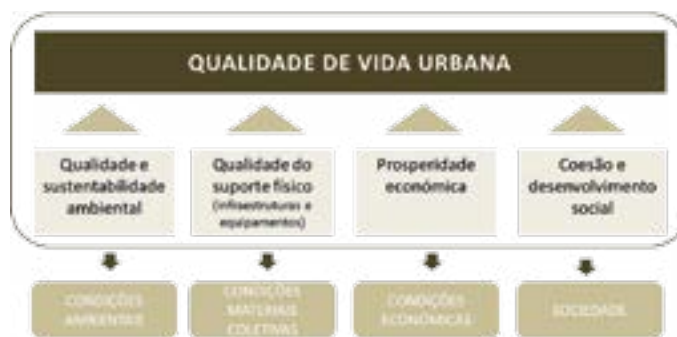 QUALIDADE DE VIDA URBANA
Qualidade e
sustentabilidade
ambiental
Qualidade do
suporte físico
(infraestruturas e
equipamentos)
Prosperidade
económica
Coesão e
desenvolvimento
social
CONDIÇÕES
AMBIENTAIS
CONDIÇÕES
MATERIAIS
COLETIVAS
CONDIÇÕES
ECONÓMICAS
SOCIEDADE